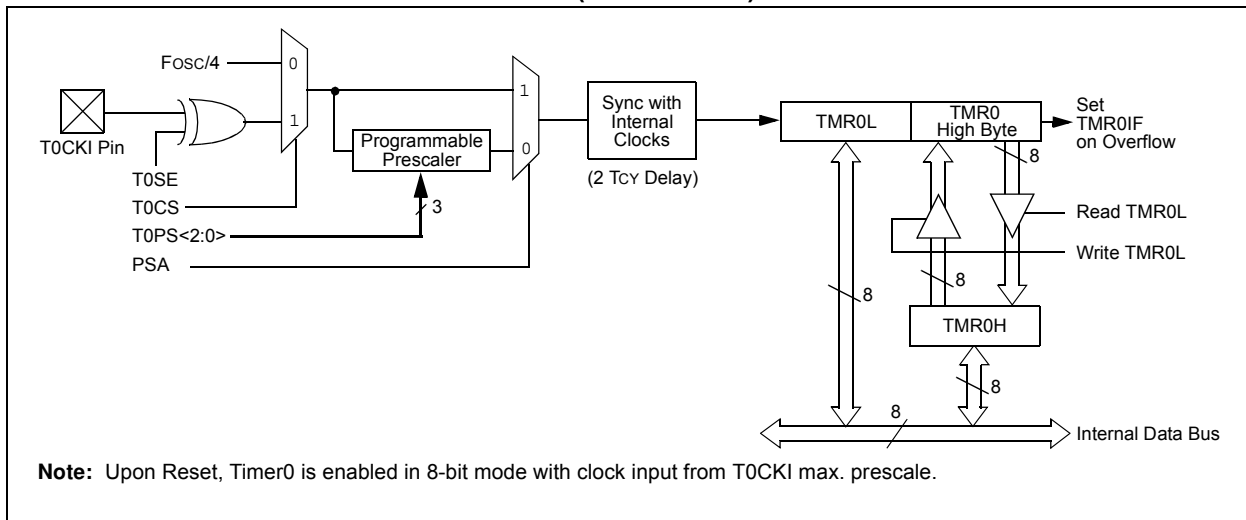 FOSC/4
0
1
T0CKI Pin
T0SE
T0CS
T0PS<2:0>
PSA
Programmable
Prescaler
3
1
0
Sync with
Internal
Clocks
(2 TCY Delay)
TMR0L
TMR0
High Byte
Set
TMR0IF
on Overflow
8
Read TMR0L
Write TMR0L
8
8
TMR0H
8
8
Internal Data Bus
Note: Upon Reset, Timer0 is enabled in 8-bit mode with clock input from T0CKI max. prescale.